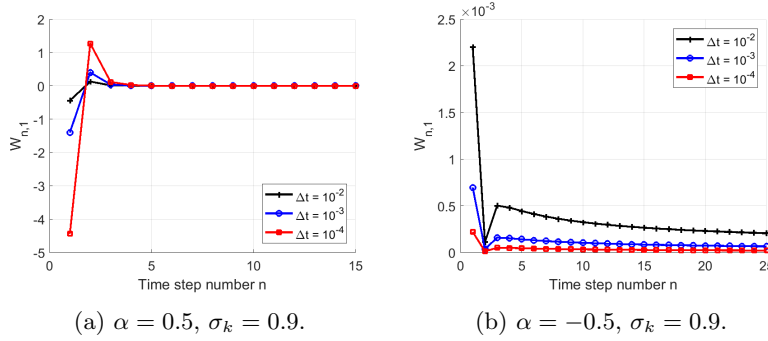 2
1
0
-1
-2
-3
-4
-5
W_{n,1}
0
5
10
15
Time step number n
Δt = 10^{-2}
Δt = 10^{-3}
Δt = 10^{-4}
(a) α = 0.5, σ_k = 0.9.
×10^{-3}
2.5
2
1.5
1
0.5
0
W_{n,1}
0
5
10
15
20
25
Time step number n
Δt = 10^{-2}
Δt = 10^{-3}
Δt = 10^{-4}
(b) α = −0.5, σ_k = 0.9.